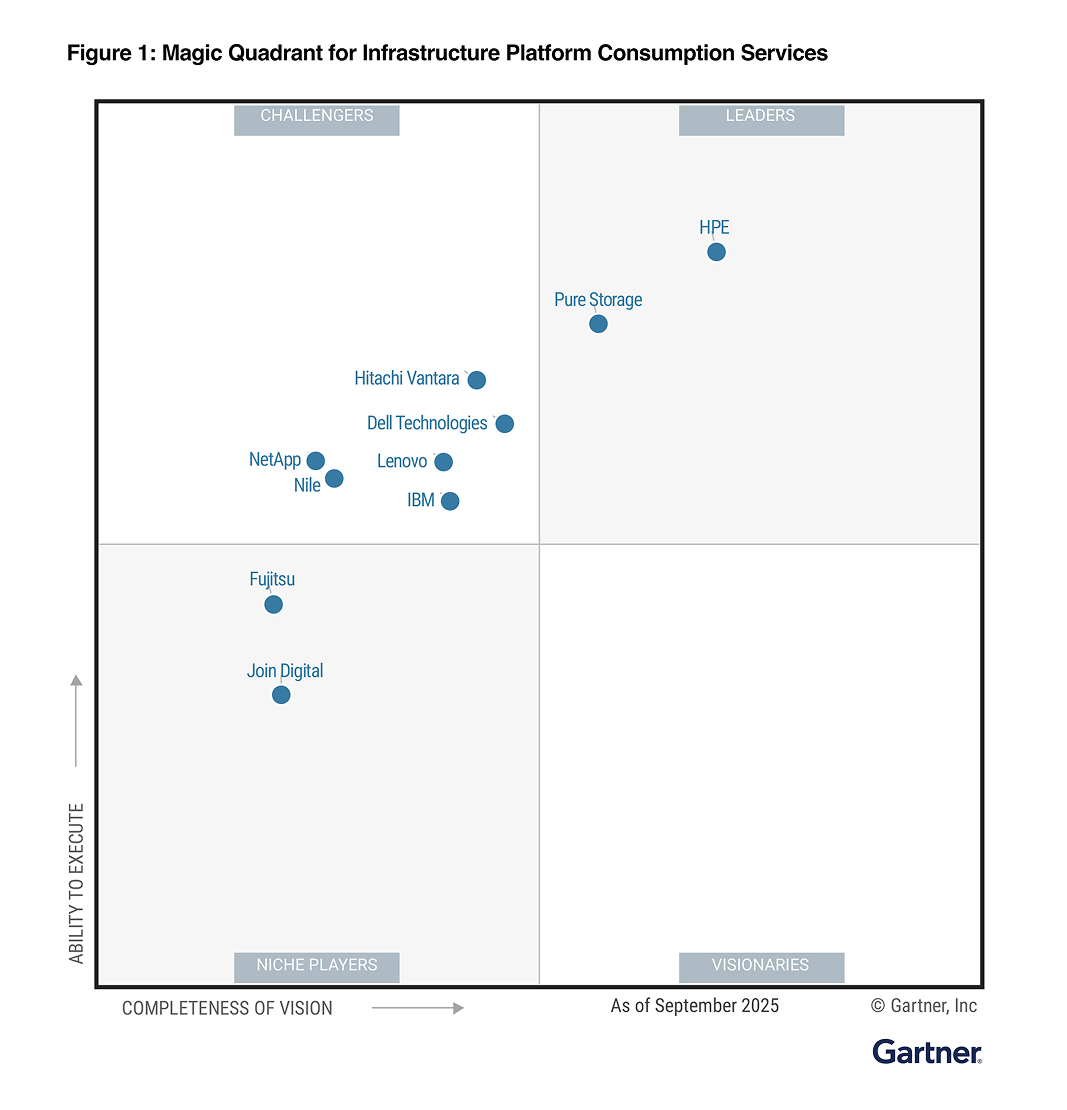 Figure 1: Magic Quadrant for Infrastructure Platform Consumption Services
CHALLENGERS
LEADERS
HPE
Pure Storage
Hitachi Vantara
Dell Technologies
NetApp
Lenovo
Nile
IBM
Fujitsu
Join Digital
ABILITY TO EXECUTE
NICHE PLAYERS
VISIONARIES
COMPLETENESS OF VISION
As of September 2025
© Gartner, Inc
Gartner®